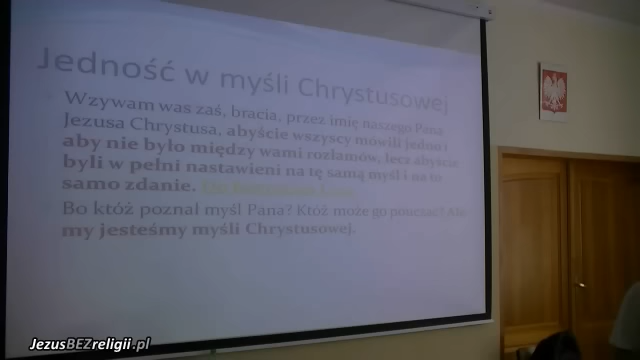 Jedność w myśli Chrystusowej
Wzywam was zaś, bracia, przez imię naszego Pana
Jezusa Chrystusa, abyście wszyscy mówili jedno i
aby nie było między wami rozłamów, lecz abyście
byli w pełni nastawieni na tę samą myśl i na to
samo zdanie.
Bo któż poznał myśl Pana? Któż może go pouczać? Ale
my jesteśmy myśli Chrystusowej.
JezusBEZreligii.pl